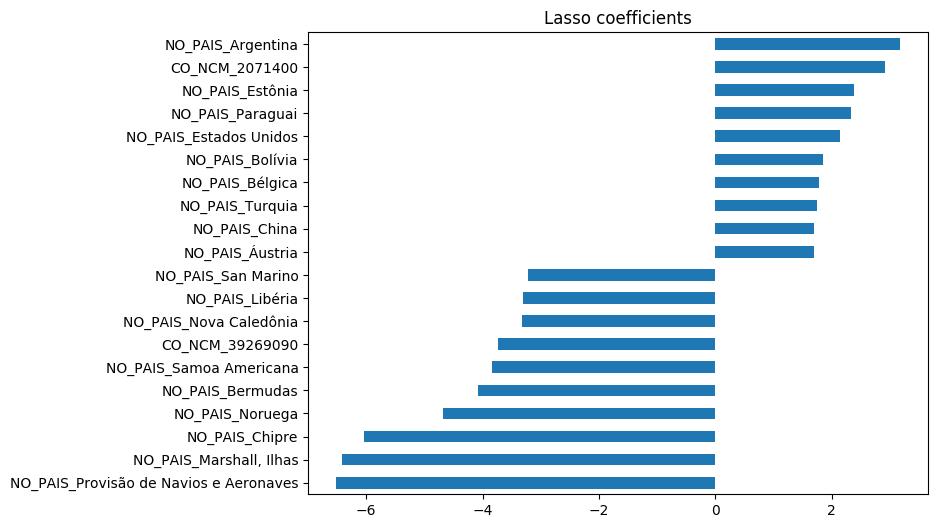 Lasso coefficients
NO_PAIS_Argentina
CO_NCM_2071400
NO_PAIS_Estônia
NO_PAIS_Paraguai
NO_PAIS_Estados Unidos
NO_PAIS_Bolívia
NO_PAIS_Bélgica
NO_PAIS_Turquia
NO_PAIS_China
NO_PAIS_Áustria
NO_PAIS_San Marino
NO_PAIS_Libéria
NO_PAIS_Nova Caledônia
CO_NCM_39269090
NO_PAIS_Samoa Americana
NO_PAIS_Bermudas
NO_PAIS_Noruega
NO_PAIS_Chipre
NO_PAIS_Marshall, Ilhas
NO_PAIS_Provisão de Navios e Aeronaves
−6 −4 −2 0 2